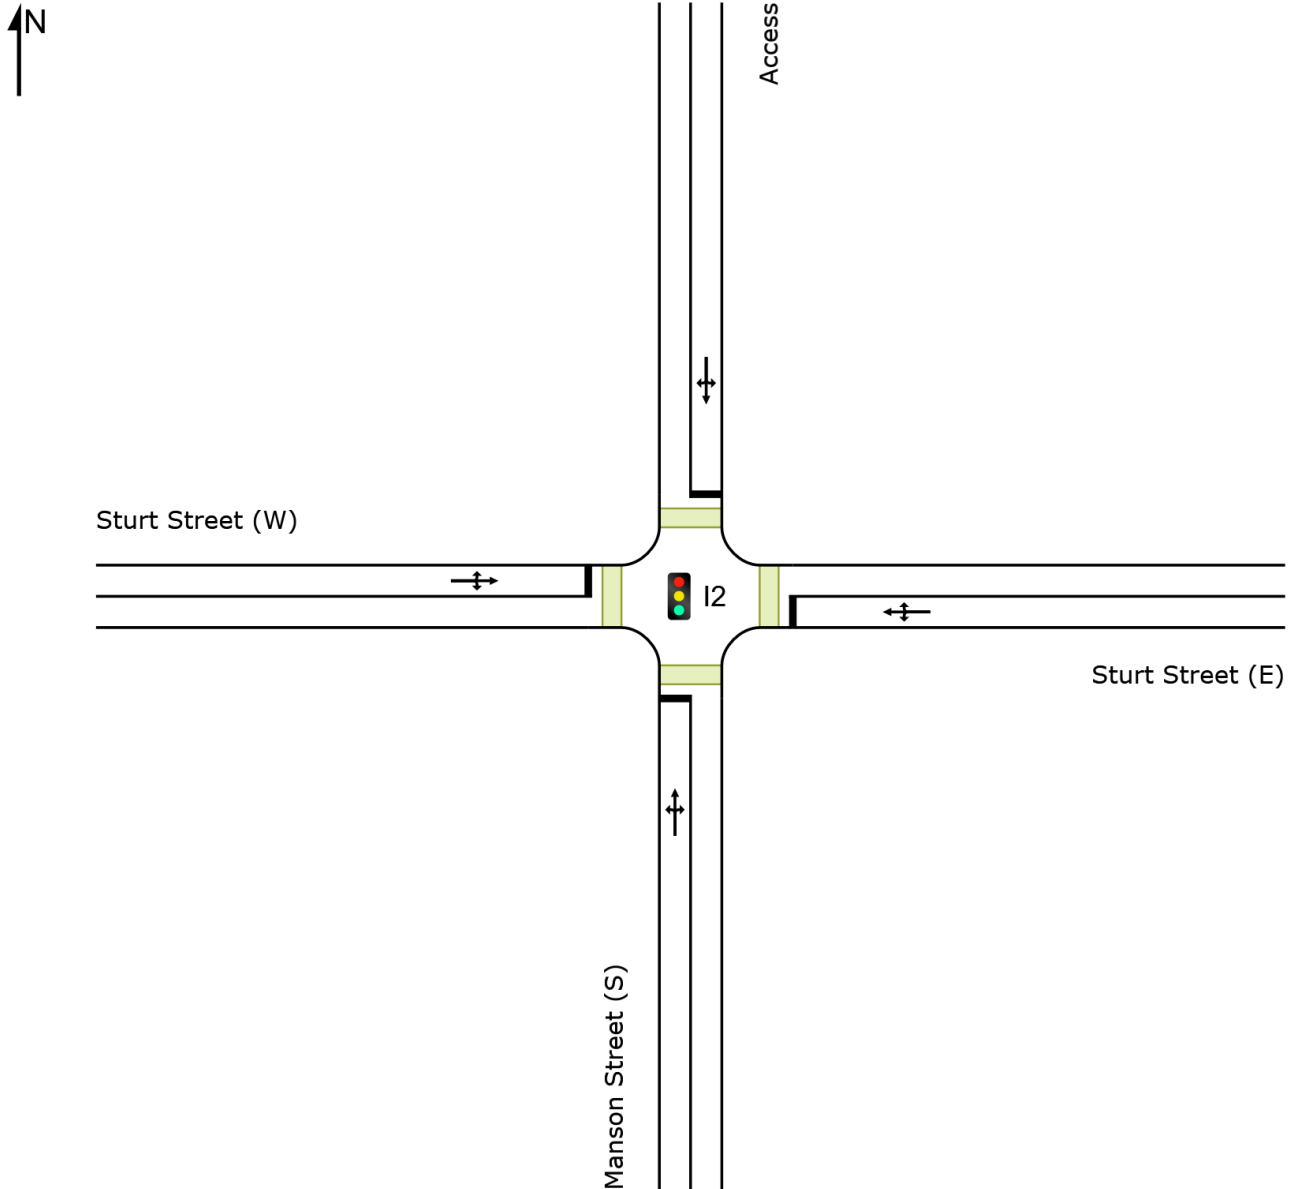 N
Access
Sturt Street (W)
I2
Sturt Street (E)
Manson Street (S)